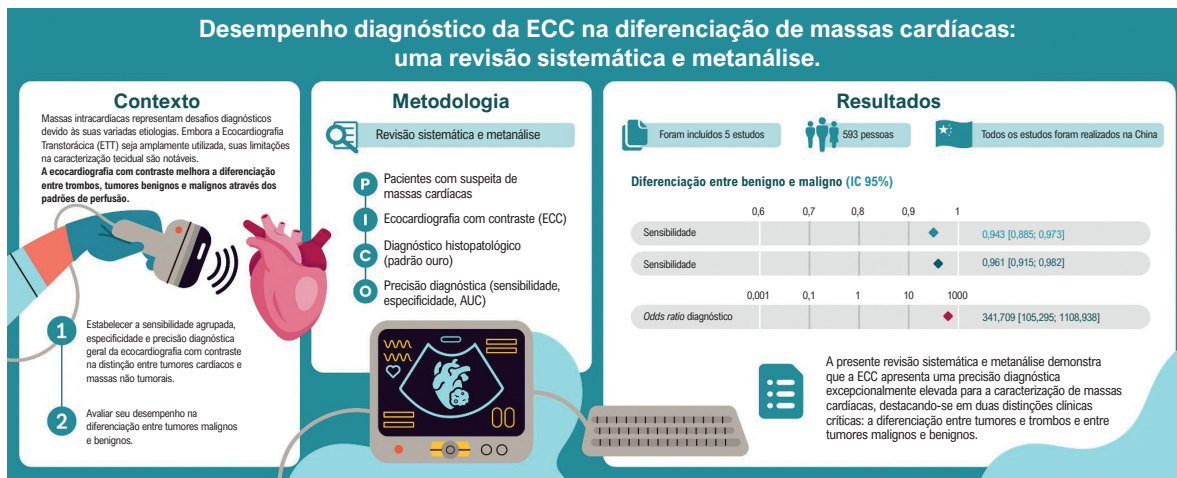 Desempenho diagnóstico da ECC na diferenciação de massas cardíacas:
uma revisão sistemática e metanálise.
Contexto
Massas intracardíacas representam desafios diagnósticos
devido às suas variadas etiologias. Embora a Ecocardiografia
Transtorácica (ETT) seja amplamente utilizada, suas limitações
na caracterização tecidual são notáveis.
A ecocardiografia com contraste melhora a diferenciação
entre trombos, tumores benignos e malignos através dos
padrões de perfusão.
1
Estabelecer a sensibilidade agrupada,
especificidade e precisão diagnóstica
geral da ecocardiografia com contraste
na distinção entre tumores cardíacos e
massas não tumorais.
2
Avaliar seu desempenho na
diferenciação entre tumores malignos
e benignos.
Metodologia
Revisão sistemática e metanálise
P
Pacientes com suspeita de
massas cardíacas
I
Ecocardiografia com contraste (ECC)
C
Diagnóstico histopatológico
(padrão ouro)
O
Precisão diagnóstica (sensibilidade,
especificidade, AUC)
Resultados
Foram incluídos 5 estudos
593 pessoas
Todos os estudos foram realizados na China
Diferenciação entre benigno e maligno (IC 95%)
0,6 0,7 0,8 0,9 1
Sensibilidade 0,943 [0,885; 0,973]
Sensibilidade 0,961 [0,915; 0,982]
0,001 0,1 1 10 1000
Odds ratio diagnóstico 341,709 [105,295; 1108,938]
A presente revisão sistemática e metanálise demonstra
que a ECC apresenta uma precisão diagnóstica
excepcionalmente elevada para a caracterização de massas
cardíacas, destacando-se em duas distinções clínicas
críticas: a diferenciação entre tumores e trombos e entre
tumores malignos e benignos.